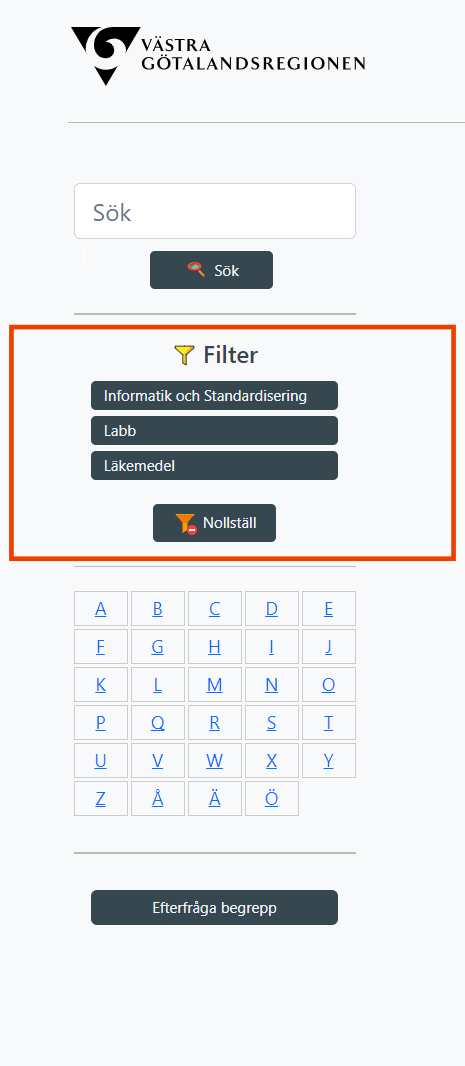 VÄSTRA
GÖTALANDSREGIONEN
Sök
Sök
Filter
Informatik och Standardisering
Labb
Läkemedel
Nollställ
A B C D E
F G H I J
K L M N O
P Q R S T
U V W X Y
Z Å Ä Ö
Efterfråga begrepp